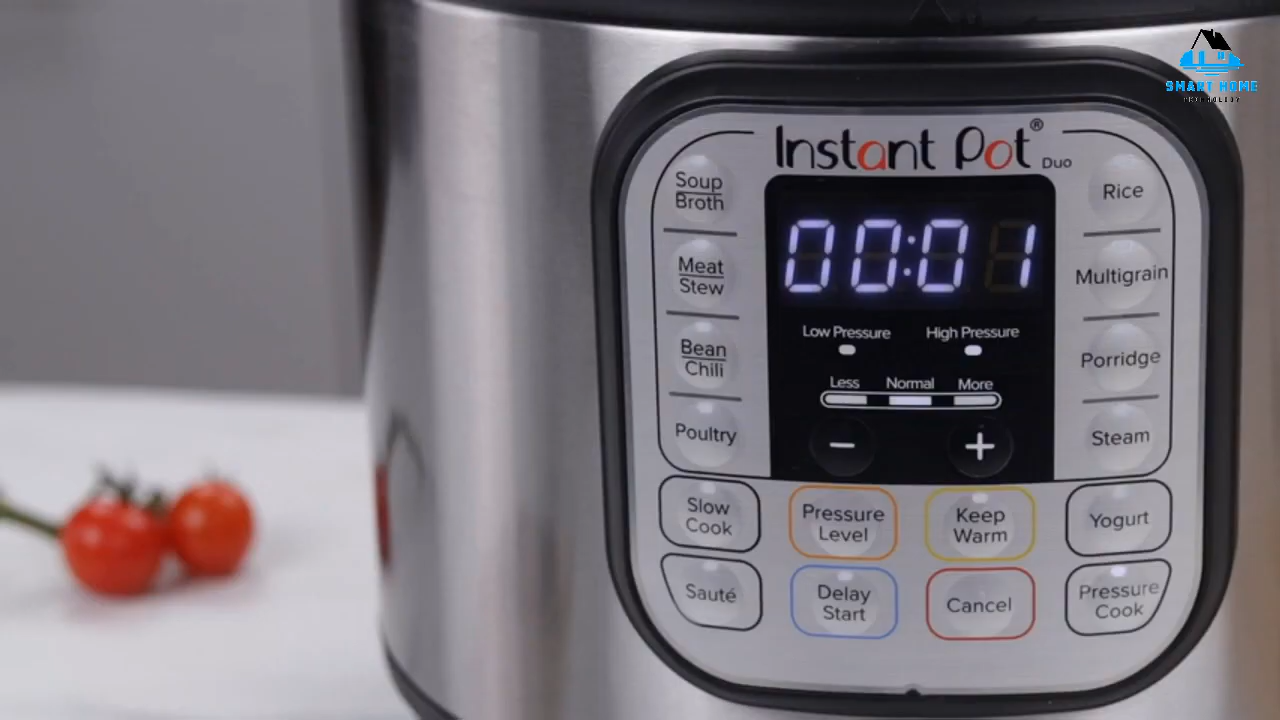 SMART HOME
Instant Pot®
Duo
Soup
Broth
Meat
Stew
Bean
Chili
Poultry
00:01
Low Pressure High Pressure
Less Normal More
− +
Rice
Multigrain
Porridge
Steam
Slow
Cook
Pressure
Level
Keep
Warm
Yogurt
Sauté
Delay
Start
Cancel
Pressure
Cook